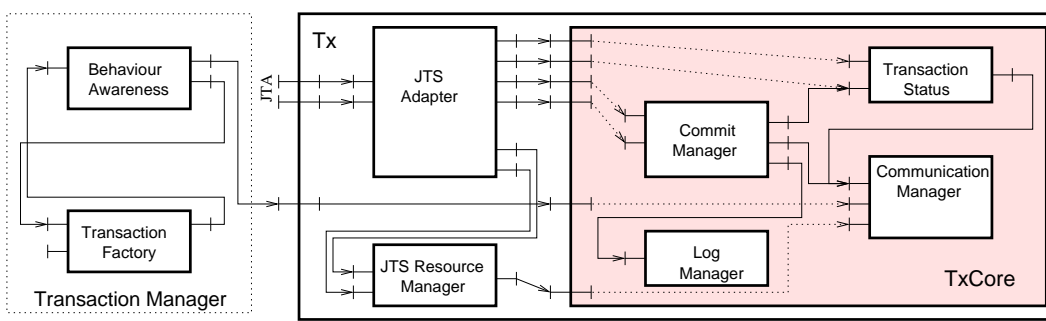 Behaviour
Awareness
Transaction
Factory
Transaction Manager
Tx
JTA
JTS
Adapter
JTS Resource
Manager
Commit
Manager
Log
Manager
Transaction
Status
Communication
Manager
TxCore